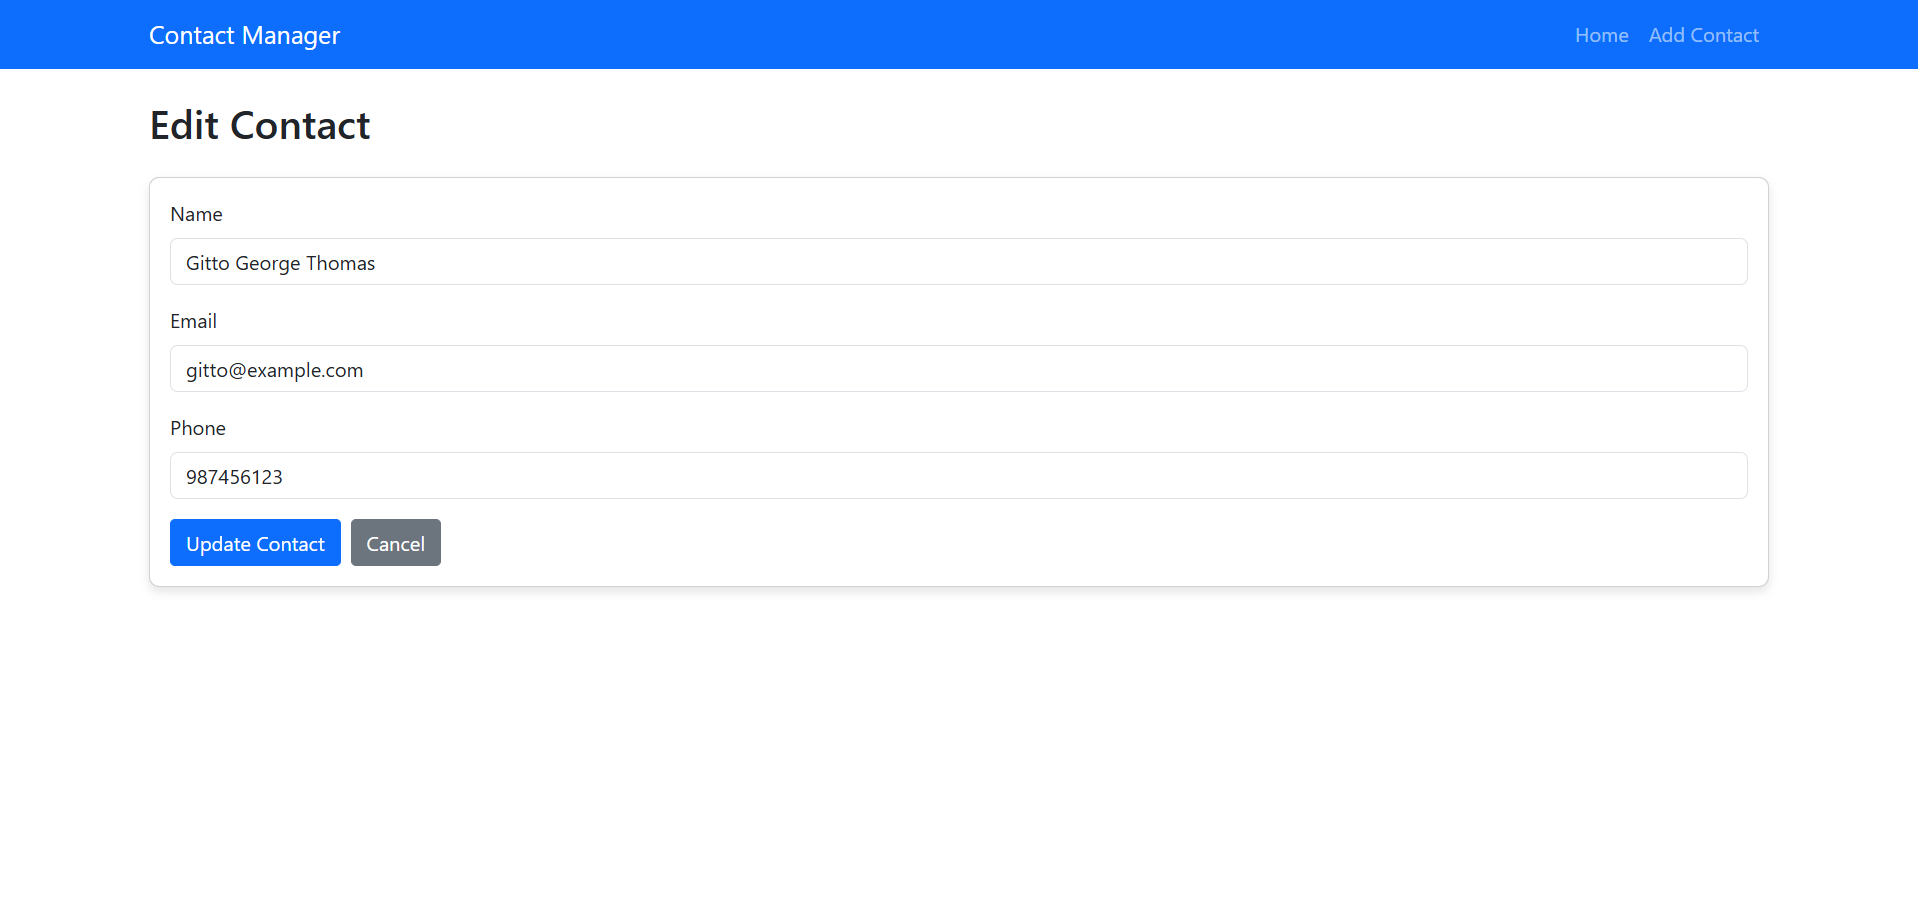 Contact Manager
Home Add Contact
Edit Contact
Name
Gitto George Thomas
Email
gitto@example.com
Phone
987456123
Update Contact Cancel